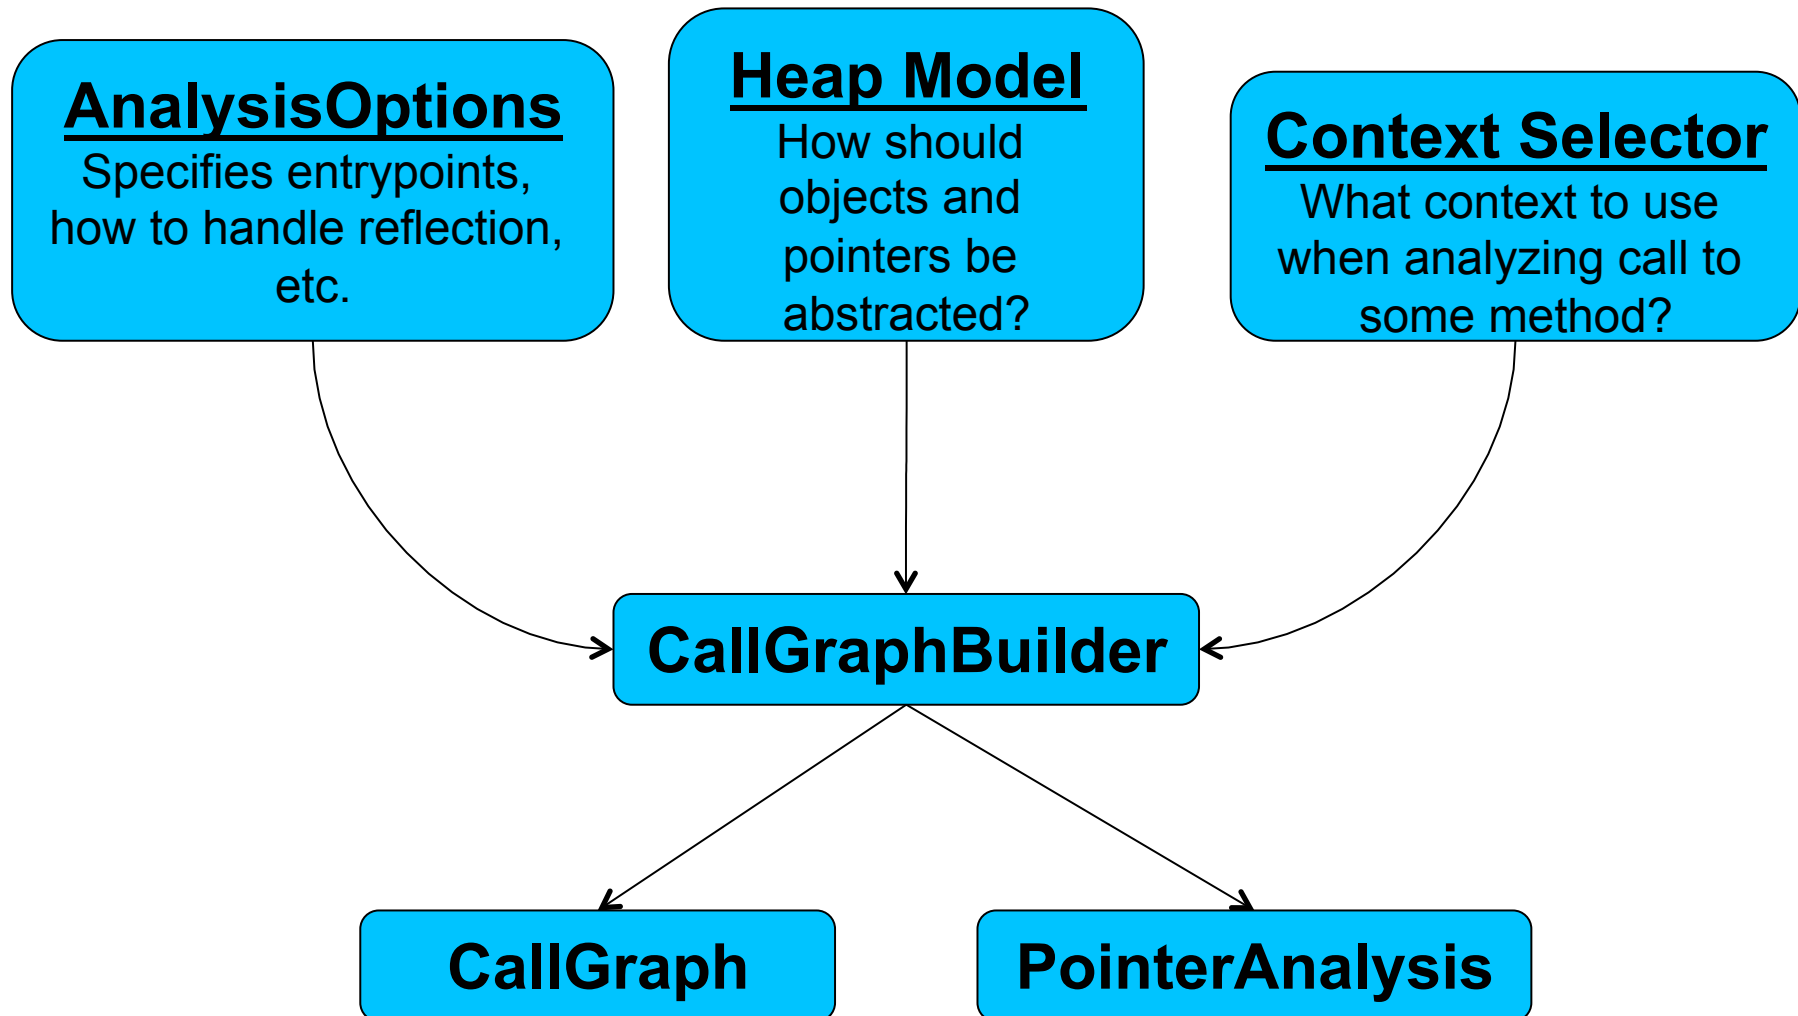 AnalysisOptions
Specifies entrypoints,
how to handle reflection,
etc.
Heap Model
How should
objects and
pointers be
abstracted?
Context Selector
What context to use
when analyzing call to
some method?
CallGraphBuilder
CallGraph
PointerAnalysis